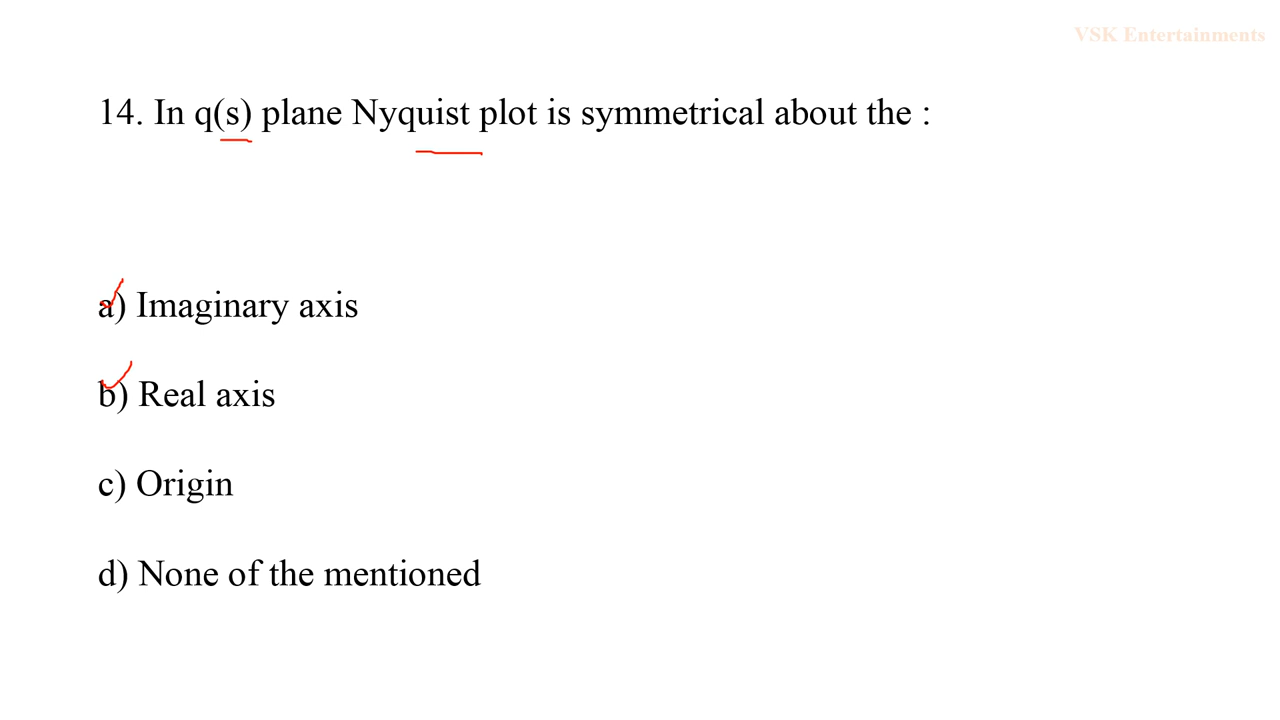 VSK Entertainments
14. In q(s) plane Nyquist plot is symmetrical about the :
a) Imaginary axis
b) Real axis
c) Origin
d) None of the mentioned